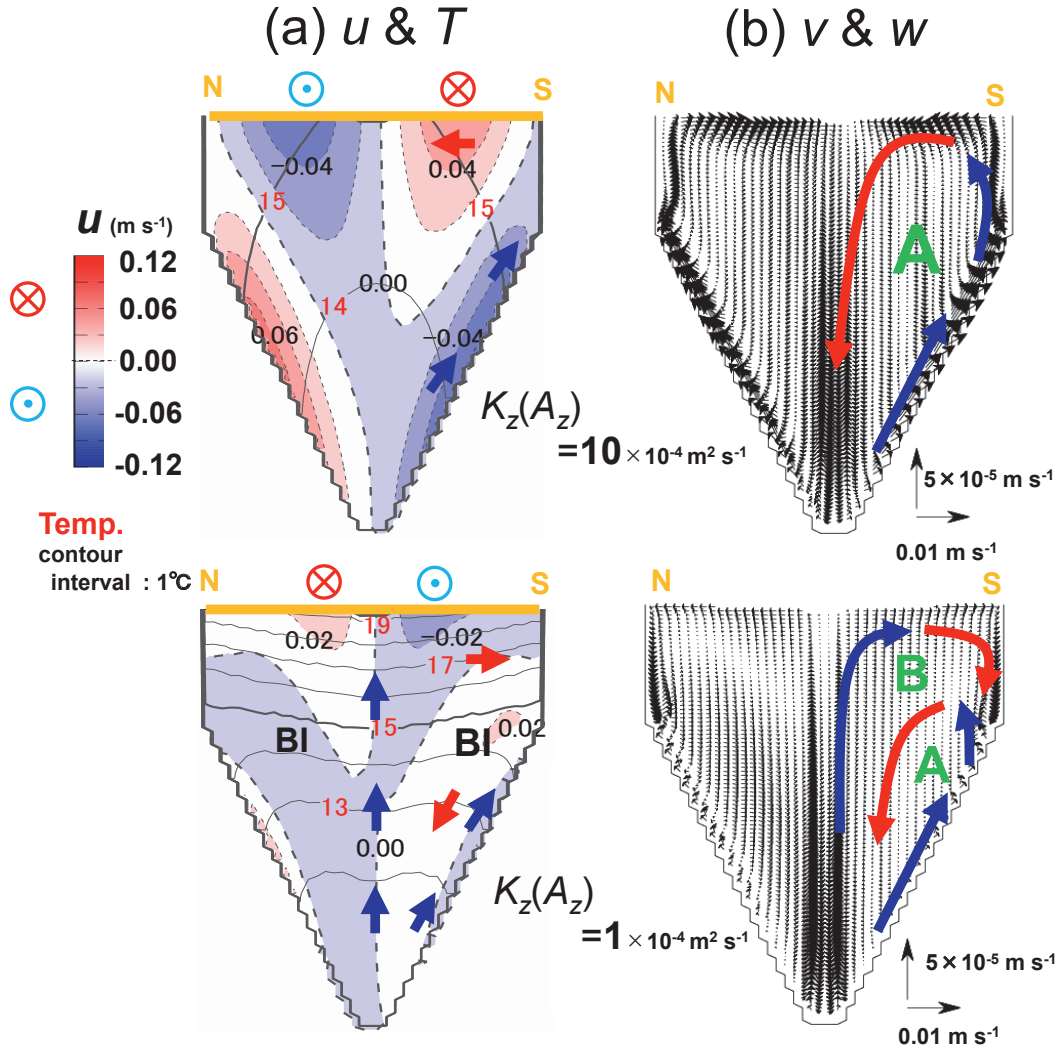 (a) u & T
(b) v & w
N
S
N
S
−0.04
0.04
15
15
u (m s⁻¹)
0.12
0.06
0.00
-0.06
-0.12
0.00
14
0.06
−0.04
A
Kz(Az)
=10 ×10⁻⁴ m² s⁻¹
5×10⁻⁵ m s⁻¹
0.01 m s⁻¹
Temp.
contour
interval : 1℃
N
S
N
S
0.02
19
−0.02
17
15
0.02
BI
BI
B
A
13
0.00
Kz(Az)
=1 ×10⁻⁴ m² s⁻¹
5×10⁻⁵ m s⁻¹
0.01 m s⁻¹